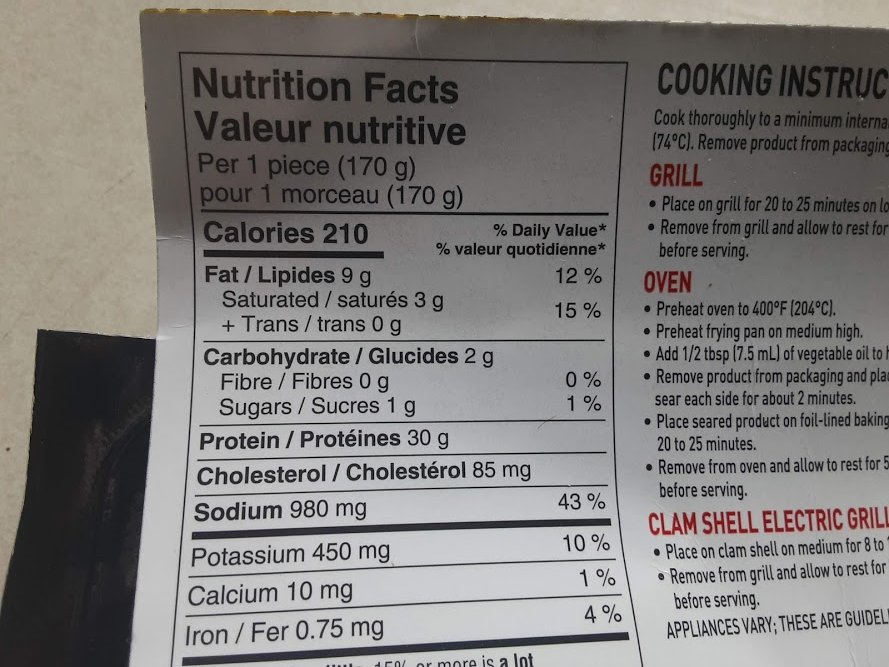 Nutrition Facts
Valeur nutritive
Per 1 piece (170 g)
pour 1 morceau (170 g)
Calories 210
% Daily Value*
% valeur quotidienne*
Fat / Lipides 9 g 12 %
Saturated / saturés 3 g
+ Trans / trans 0 g
15 %
Carbohydrate / Glucides 2 g
Fibre / Fibres 0 g 0 %
Sugars / Sucres 1 g 1 %
Protein / Protéines 30 g
Cholesterol / Cholestérol 85 mg
Sodium 980 mg 43 %
Potassium 450 mg 10 %
Calcium 10 mg 1 %
Iron / Fer 0.75 mg 4 %
15% or more is a lot
COOKING INSTRUC
Cook thoroughly to a minimum interna
(74°C). Remove product from packaging
GRILL
• Place on grill for 20 to 25 minutes on lo
• Remove from grill and allow to rest for
before serving.
OVEN
• Preheat oven to 400°F (204°C).
• Preheat frying pan on medium high.
• Add 1/2 tbsp (7.5 mL) of vegetable oil to
• Remove product from packaging and pla
sear each side for about 2 minutes.
• Place seared product on foil-lined baking
20 to 25 minutes.
• Remove from oven and allow to rest for 5
before serving.
CLAM SHELL ELECTRIC GRILL
• Place on clam shell on medium for 8 to
• Remove from grill and allow to rest for
before serving.
APPLIANCES VARY; THESE ARE GUIDEL